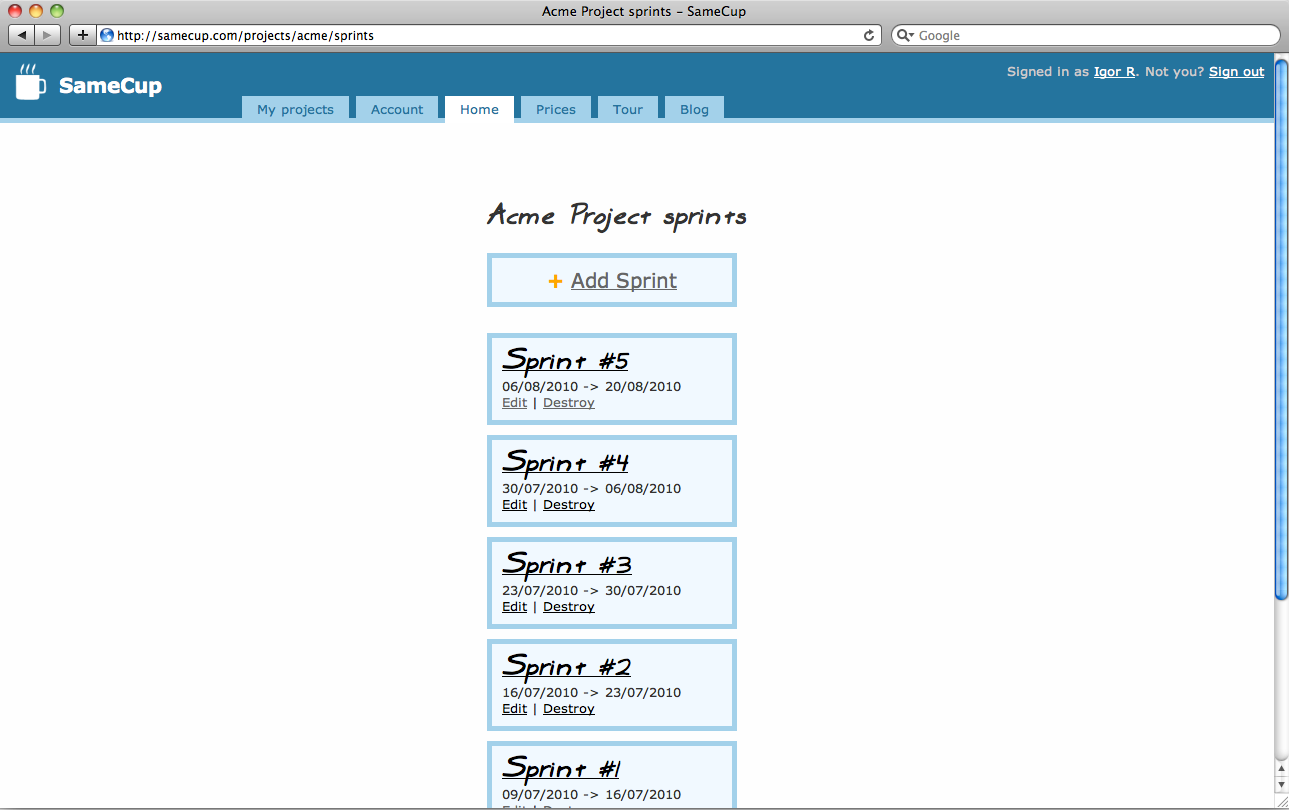 Acme Project sprints – SameCup
http://samecup.com/projects/acme/sprints
Google
SameCup
Signed in as Igor R. Not you? Sign out
My projects Account Home Prices Tour Blog
Acme Project sprints
+ Add Sprint
Sprint #5
06/08/2010 -> 20/08/2010
Edit | Destroy
Sprint #4
30/07/2010 -> 06/08/2010
Edit | Destroy
Sprint #3
23/07/2010 -> 30/07/2010
Edit | Destroy
Sprint #2
16/07/2010 -> 23/07/2010
Edit | Destroy
Sprint #1
09/07/2010 -> 16/07/2010